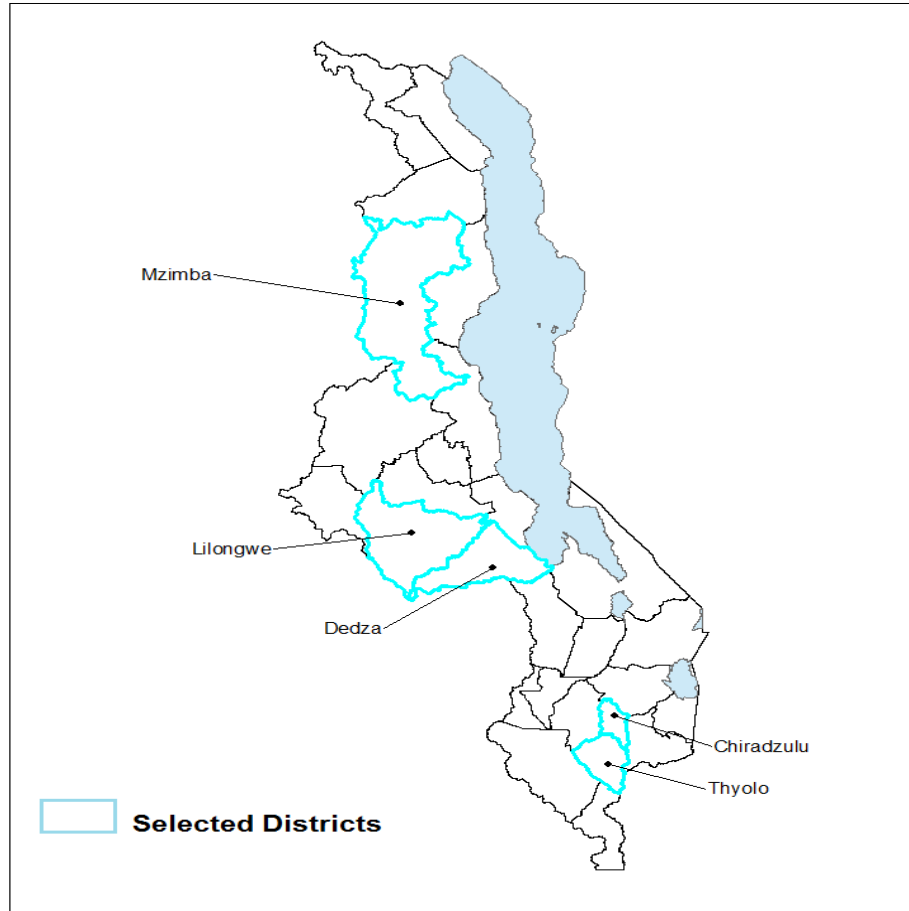 Mzimba
Lilongwe
Dedza
Chiradzulu
Thyolo
Selected Districts